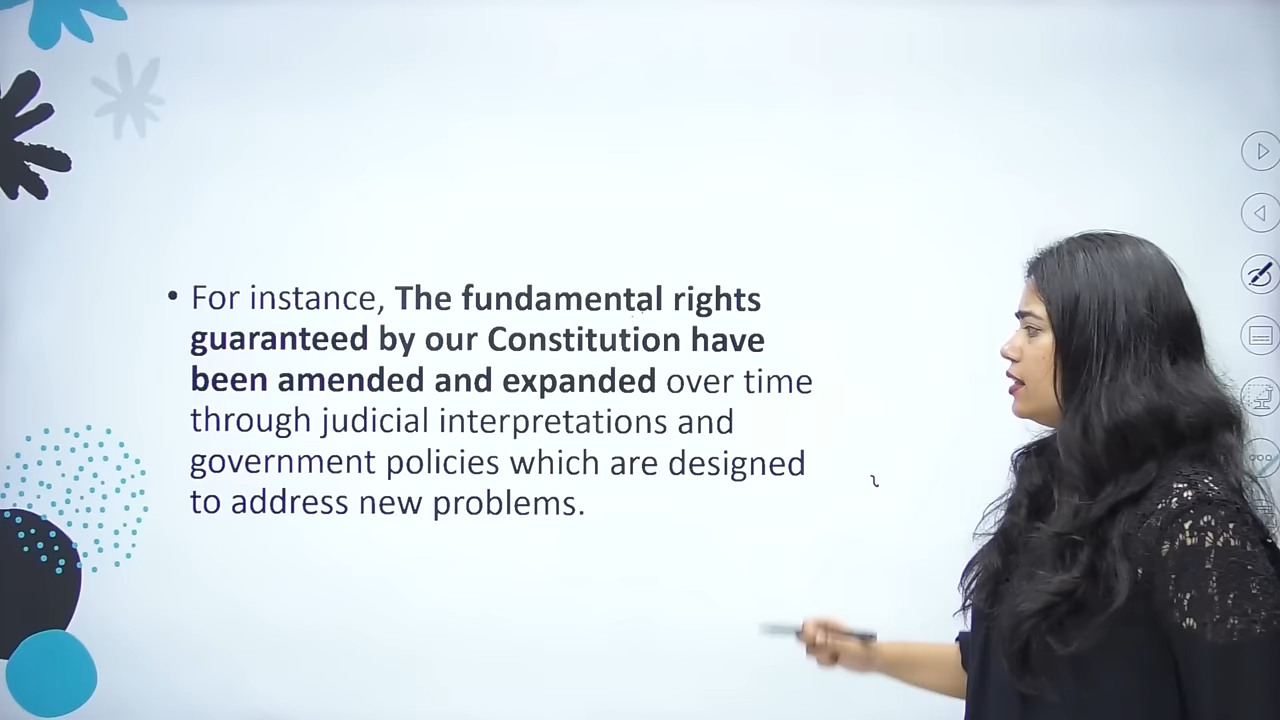 • For instance, The fundamental rights
guaranteed by our Constitution have
been amended and expanded over time
through judicial interpretations and
government policies which are designed
to address new problems.